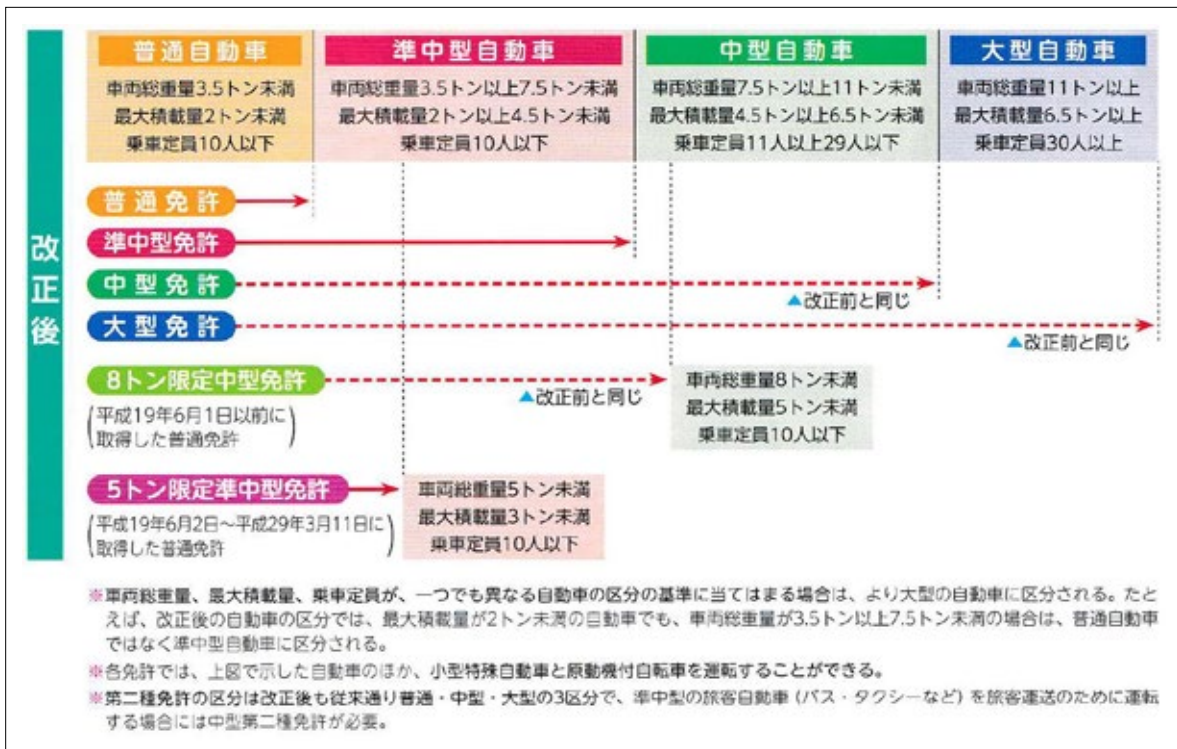 改正後
普通自動車
車両総重量3.5トン未満
最大積載量2トン未満
乗車定員10人以下
準中型自動車
車両総重量3.5トン以上7.5トン未満
最大積載量2トン以上4.5トン未満
乗車定員10人以下
中型自動車
車両総重量7.5トン以上11トン未満
最大積載量4.5トン以上6.5トン未満
乗車定員11人以上29人以下
大型自動車
車両総重量11トン以上
最大積載量6.5トン以上
乗車定員30人以上
普通免許
準中型免許
中型免許
▲改正前と同じ
大型免許
▲改正前と同じ
8トン限定中型免許
▲改正前と同じ
(平成19年6月1日以前に
取得した普通免許)
車両総重量8トン未満
最大積載量5トン未満
乗車定員10人以下
5トン限定準中型免許
(平成19年6月2日～平成29年3月11日に
取得した普通免許)
車両総重量5トン未満
最大積載量3トン未満
乗車定員10人以下
※車両総重量、最大積載量、乗車定員が、一つでも異なる自動車の区分の基準に当てはまる場合は、より大型の自動車に区分される。たと
えば、改正後の自動車の区分では、最大積載量が2トン未満の自動車でも、車両総重量が3.5トン以上7.5トン未満の場合は、普通自動車
ではなく準中型自動車に区分される。
※各免許では、上図で示した自動車のほか、小型特殊自動車と原動機付自転車を運転することができる。
※第二種免許の区分は改正後も従来通り普通・中型・大型の3区分で、準中型の旅客自動車(バス・タクシーなど)を旅客運送のために運転
する場合には中型第二種免許が必要。